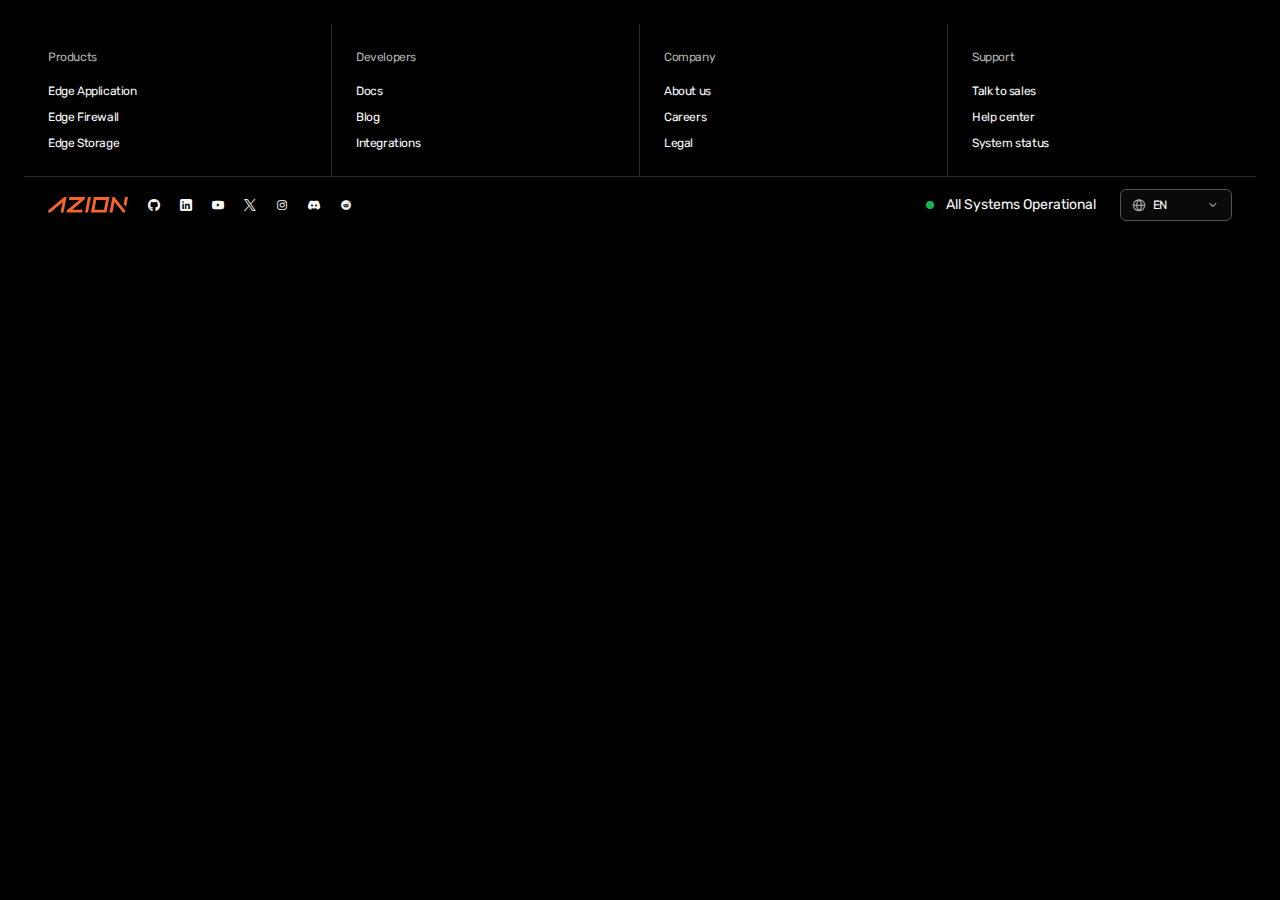 Products
Edge Application
Edge Firewall
Edge Storage
Developers
Docs
Blog
Integrations
Company
About us
Careers
Legal
Support
Talk to sales
Help center
System status
AZION
All Systems Operational
EN